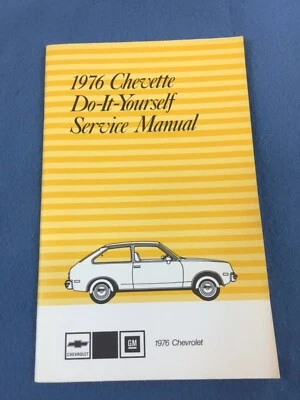 1976 Chevette
Do-It-Yourself
Service Manual
CHEVROLET
GM
1976 Chevrolet